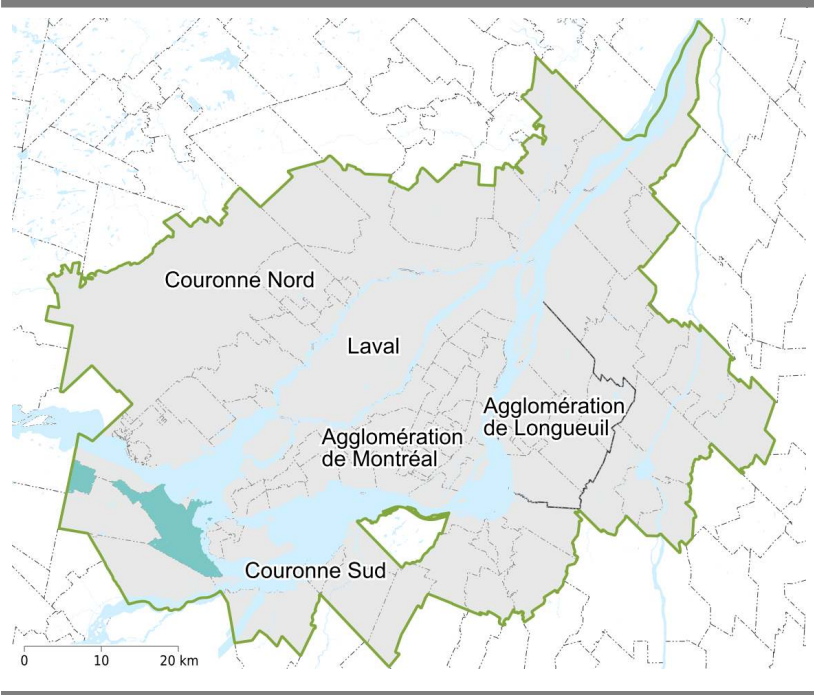 Couronne Nord
Laval
Agglomération
de Longueuil
Agglomération
de Montréal
Couronne Sud
0 10 20 km